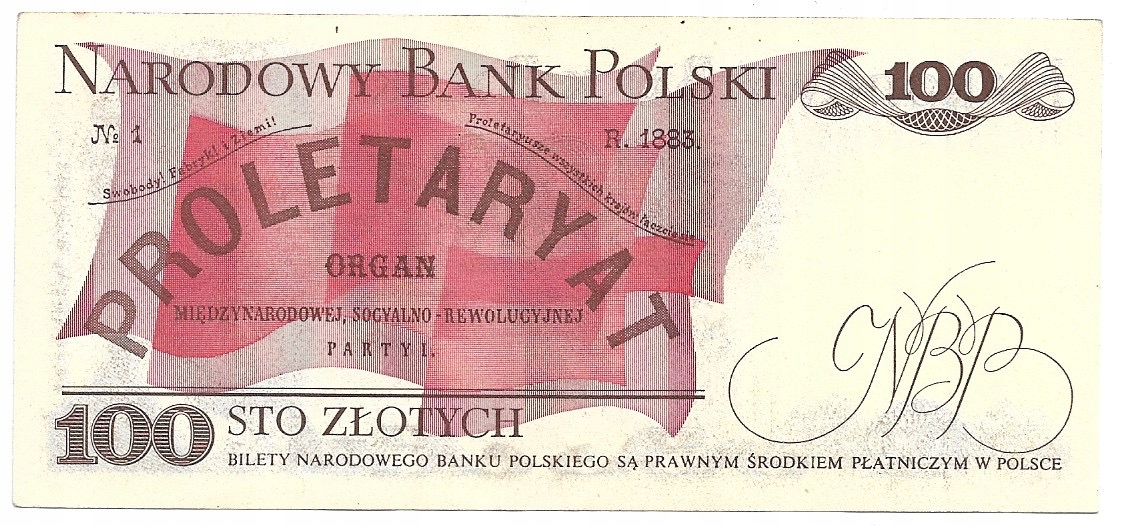 NARODOWY BANK POLSKI
100
№ 1
R. 1883.
Swobody! Fabryki i Ziemi!
Proletaryusze wszystkich krajów łączcie się
PROLETARYAT
ORGAN
MIĘDZYNARODOWEJ, SOCYALNO-REWOLUCYJNEJ
PARTYI.
NBP
100 STO ZŁOTYCH
BILETY NARODOWEGO BANKU POLSKIEGO SĄ PRAWNYM ŚRODKIEM PŁATNICZYM W POLSCE